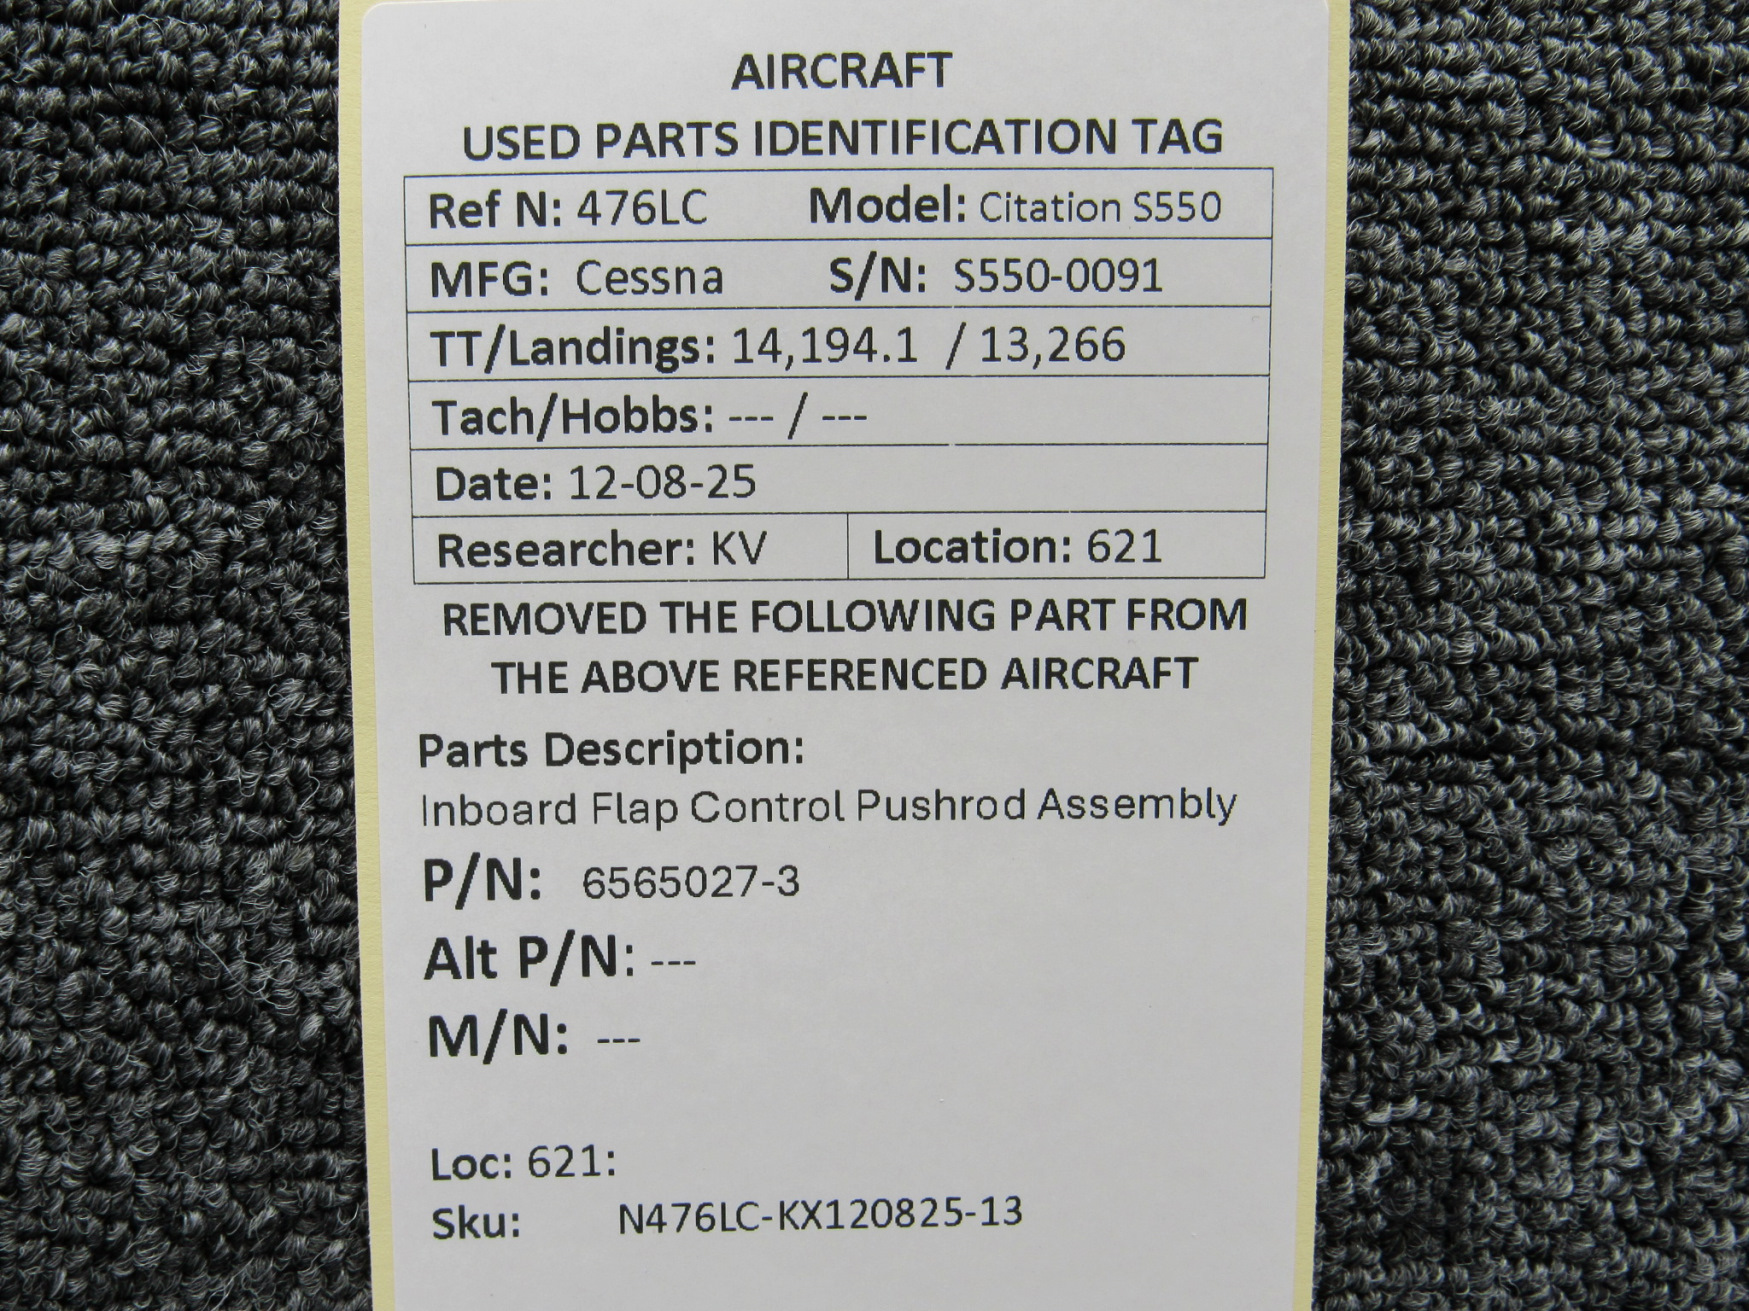 AIRCRAFT
USED PARTS IDENTIFICATION TAG
Ref N: 476LC Model: Citation S550
MFG: Cessna S/N: S550-0091
TT/Landings: 14,194.1 / 13,266
Tach/Hobbs: --- / ---
Date: 12-08-25
Researcher: KV Location: 621
REMOVED THE FOLLOWING PART FROM
THE ABOVE REFERENCED AIRCRAFT
Parts Description:
Inboard Flap Control Pushrod Assembly
P/N: 6565027-3
Alt P/N: ---
M/N: ---
Loc: 621:
Sku: N476LC-KX120825-13